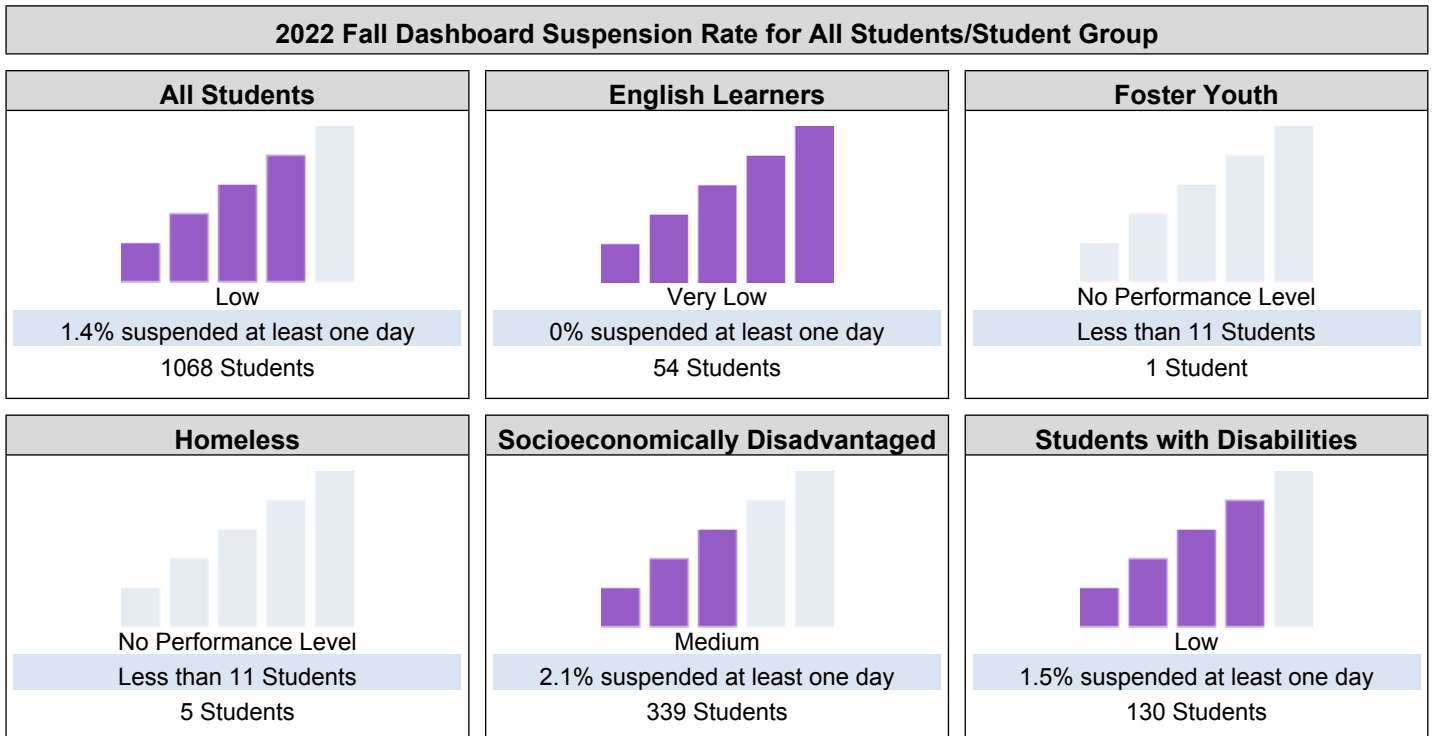 2022 Fall Dashboard Suspension Rate for All Students/Student Group
All Students
Low
1.4% suspended at least one day
1068 Students
English Learners
Very Low
0% suspended at least one day
54 Students
Foster Youth
No Performance Level
Less than 11 Students
1 Student
Homeless
No Performance Level
Less than 11 Students
5 Students
Socioeconomically Disadvantaged
Medium
2.1% suspended at least one day
339 Students
Students with Disabilities
Low
1.5% suspended at least one day
130 Students